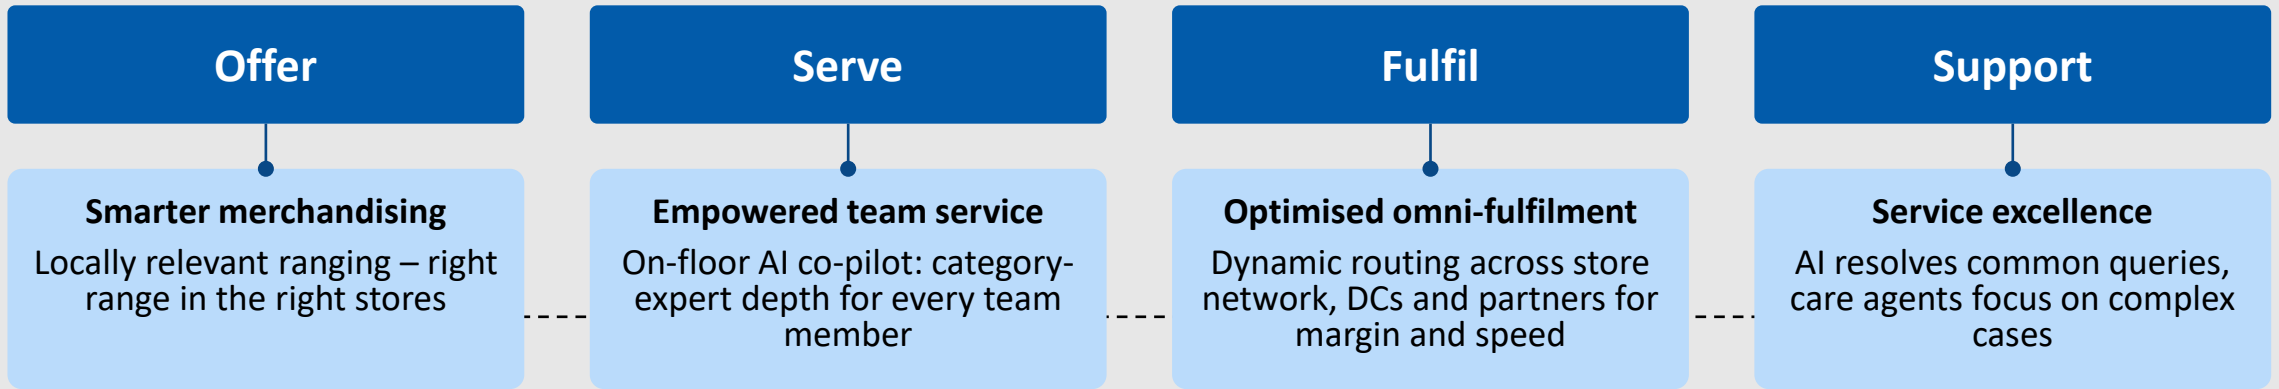 Offer
Smarter merchandising
Locally relevant ranging – right
range in the right stores
Serve
Empowered team service
On-floor AI co-pilot: category-
expert depth for every team
member
Fulfil
Optimised omni-fulfilment
Dynamic routing across store
network, DCs and partners for
margin and speed
Support
Service excellence
AI resolves common queries,
care agents focus on complex
cases